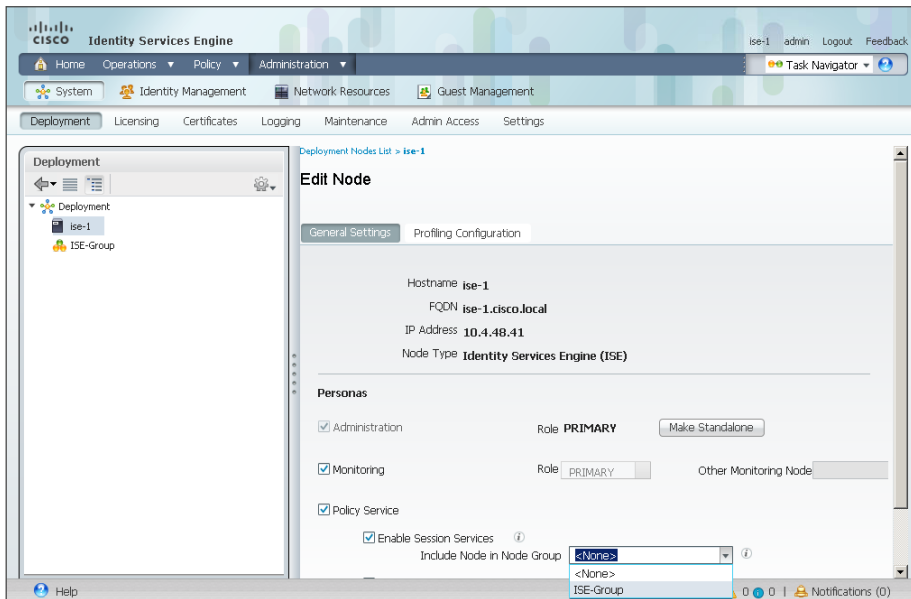 CISCO Identity Services Engine
ise-1 admin Logout Feedback
Home Operations Policy Administration
Task Navigator
System Identity Management Network Resources Guest Management
Deployment Licensing Certificates Logging Maintenance Admin Access Settings
Deployment
Deployment
ise-1
ISE-Group
Deployment Nodes List > ise-1
Edit Node
General Settings Profiling Configuration
Hostname ise-1
FQDN ise-1.cisco.local
IP Address 10.4.48.41
Node Type Identity Services Engine (ISE)
Personas
Administration Role PRIMARY Make Standalone
Monitoring Role PRIMARY Other Monitoring Node
Policy Service
Enable Session Services
Include Node in Node Group <None>
<None>
ISE-Group
Help
0 0 | Notifications (0)